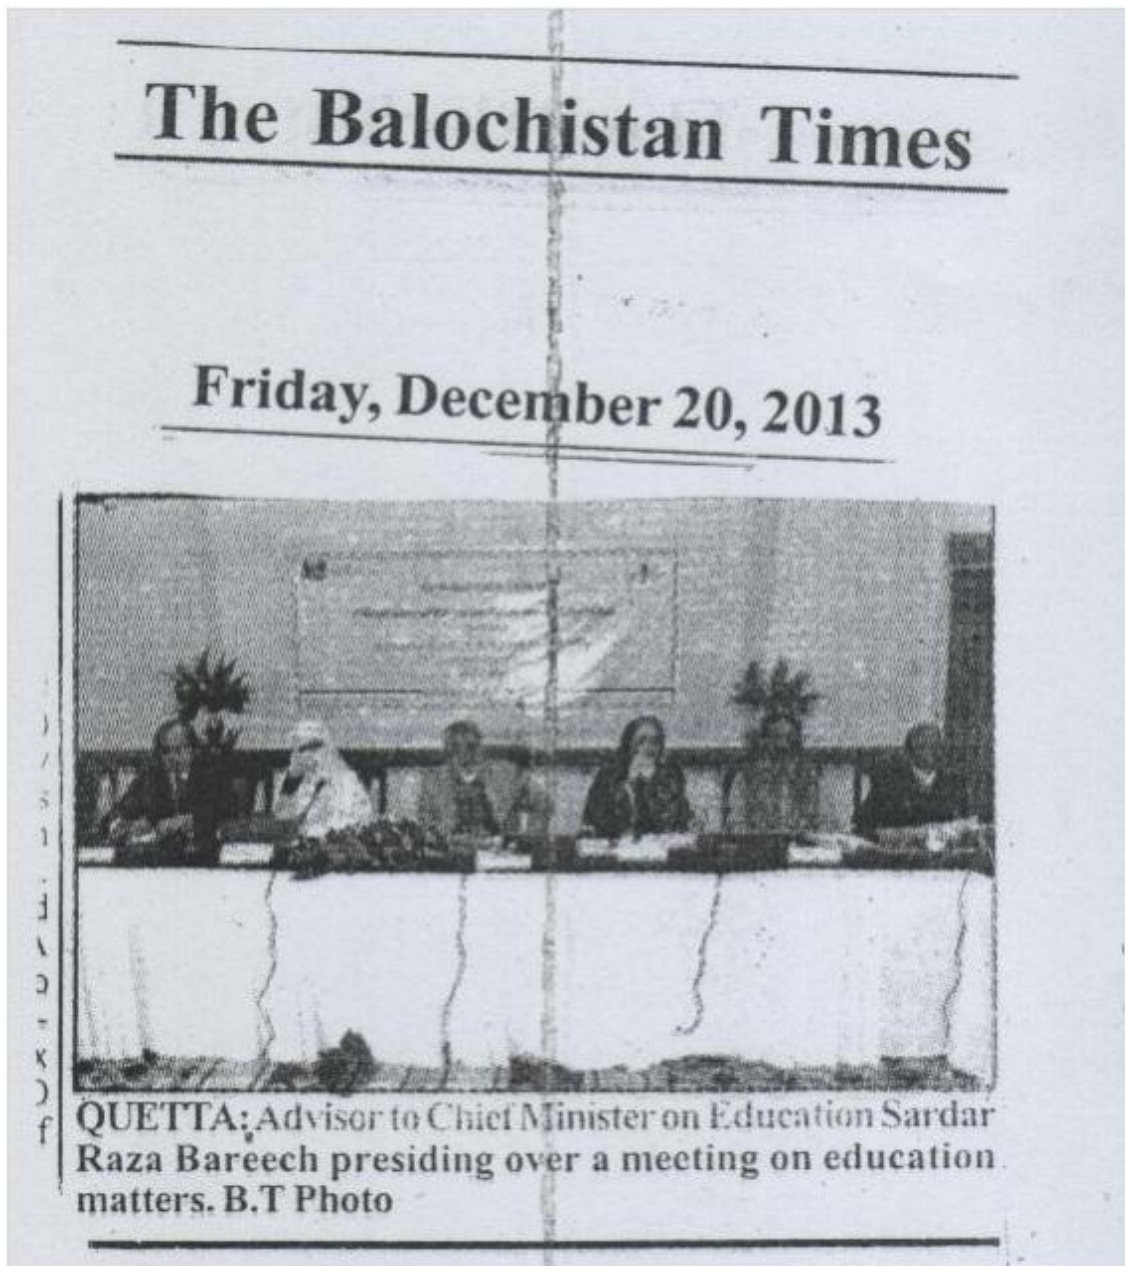 The Balochistan Times
Friday, December 20, 2013
QUETTA: Advisor to Chief Minister on Education Sardar
Raza Bareech presiding over a meeting on education
matters. B.T Photo